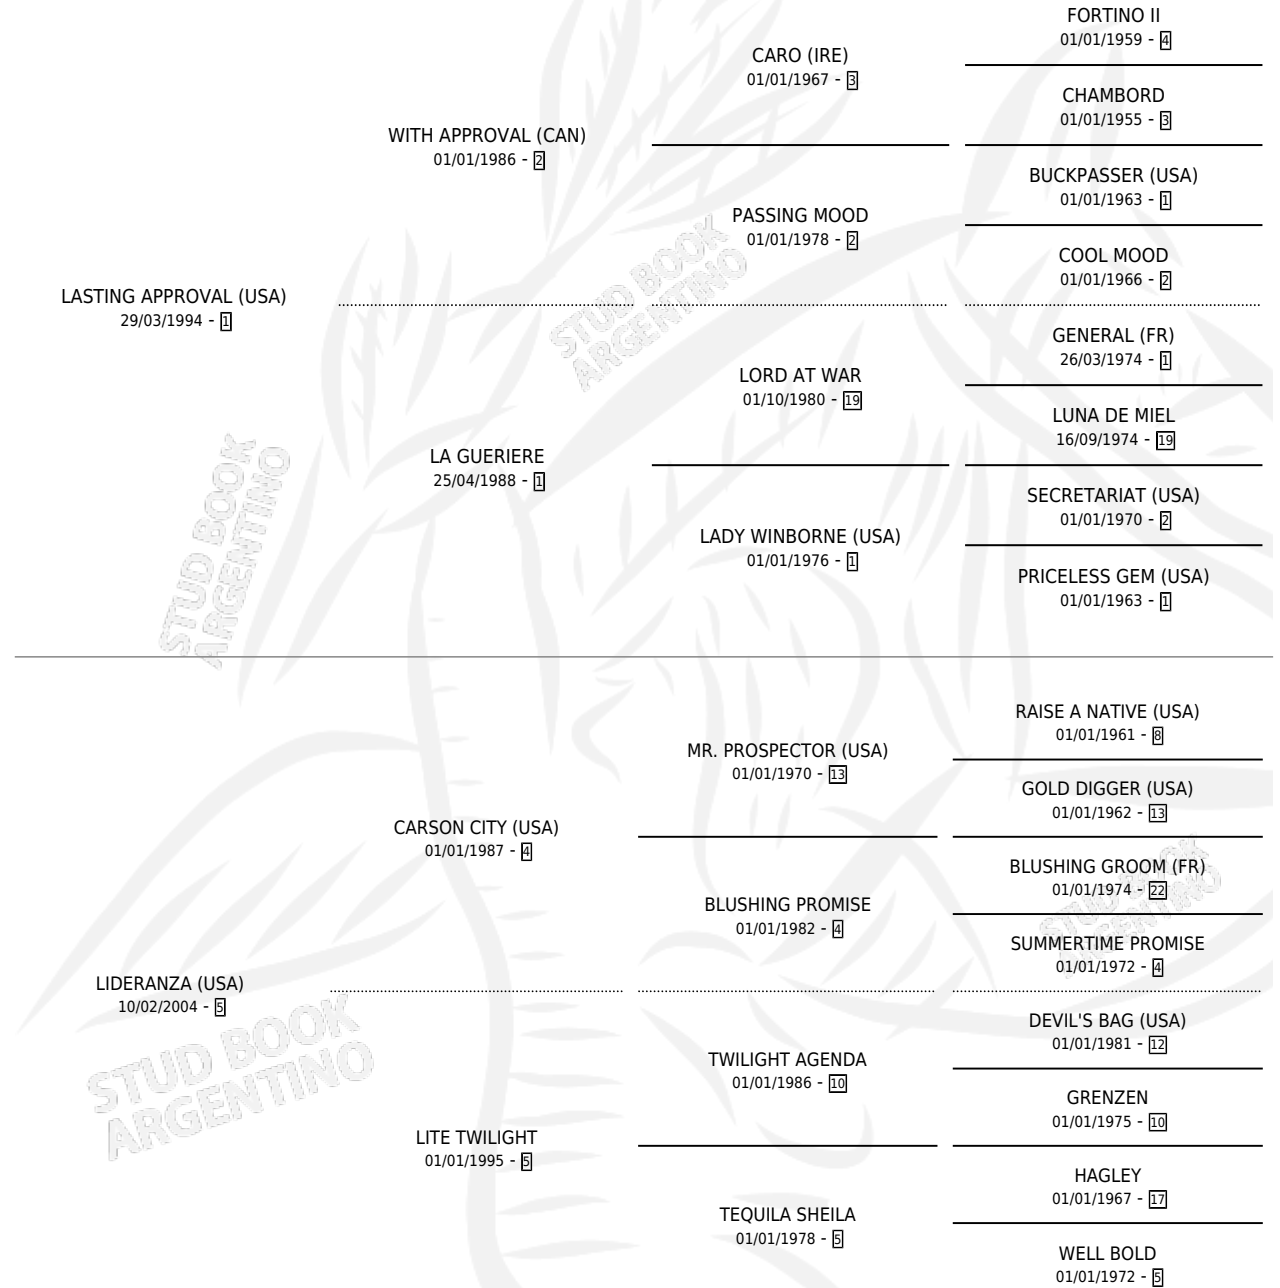 FORTINO II
01/01/1959 - 4
CARO (IRE)
01/01/1967 - 3
CHAMBORD
01/01/1955 - 3
WITH APPROVAL (CAN)
01/01/1986 - 2
BUCKPASSER (USA)
01/01/1963 - 1
PASSING MOOD
01/01/1978 - 2
COOL MOOD
01/01/1966 - 2
LASTING APPROVAL (USA)
29/03/1994 - 1
GENERAL (FR)
26/03/1974 - 1
LORD AT WAR
01/10/1980 - 19
LUNA DE MIEL
16/09/1974 - 19
LA GUERIERE
25/04/1988 - 1
SECRETARIAT (USA)
01/01/1970 - 2
LADY WINBORNE (USA)
01/01/1976 - 1
PRICELESS GEM (USA)
01/01/1963 - 1
STUD BOOK
ARGENTINO
STUD BOOK
ARGENTINO
RAISE A NATIVE (USA)
01/01/1961 - 8
MR. PROSPECTOR (USA)
01/01/1970 - 13
GOLD DIGGER (USA)
01/01/1962 - 13
CARSON CITY (USA)
01/01/1987 - 4
BLUSHING GROOM (FR)
01/01/1974 - 22
BLUSHING PROMISE
01/01/1982 - 4
SUMMERTIME PROMISE
01/01/1972 - 4
LIDERANZA (USA)
10/02/2004 - 5
DEVIL'S BAG (USA)
01/01/1981 - 12
TWILIGHT AGENDA
01/01/1986 - 10
GRENZEN
01/01/1975 - 10
LITE TWILIGHT
01/01/1995 - 5
HAGLEY
01/01/1967 - 17
TEQUILA SHEILA
01/01/1978 - 5
WELL BOLD
01/01/1972 - 5
STUD BOOK
ARGENTINO
STUD BOOK
ARGENTINO